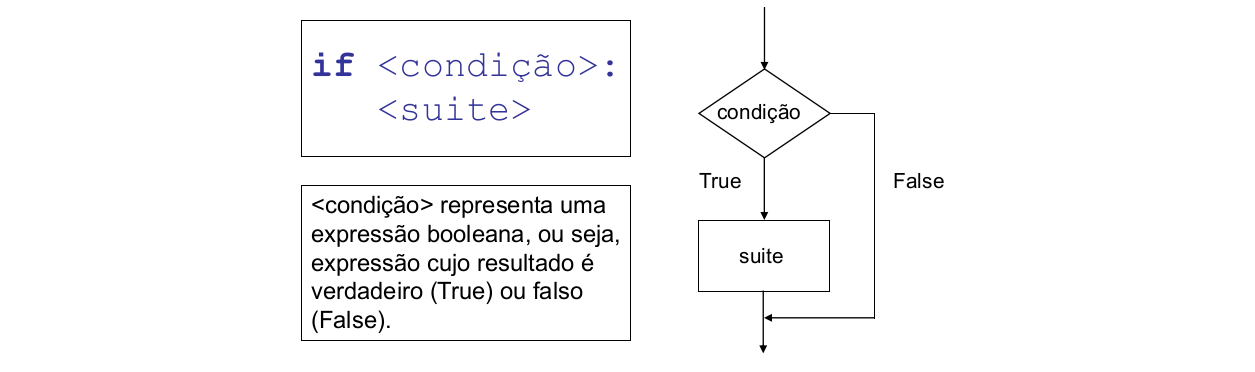 if <condição>:
<suite>
<condição> representa uma
expressão booleana, ou seja,
expressão cujo resultado é
verdadeiro (True) ou falso
(False).
condição
True
False
suite